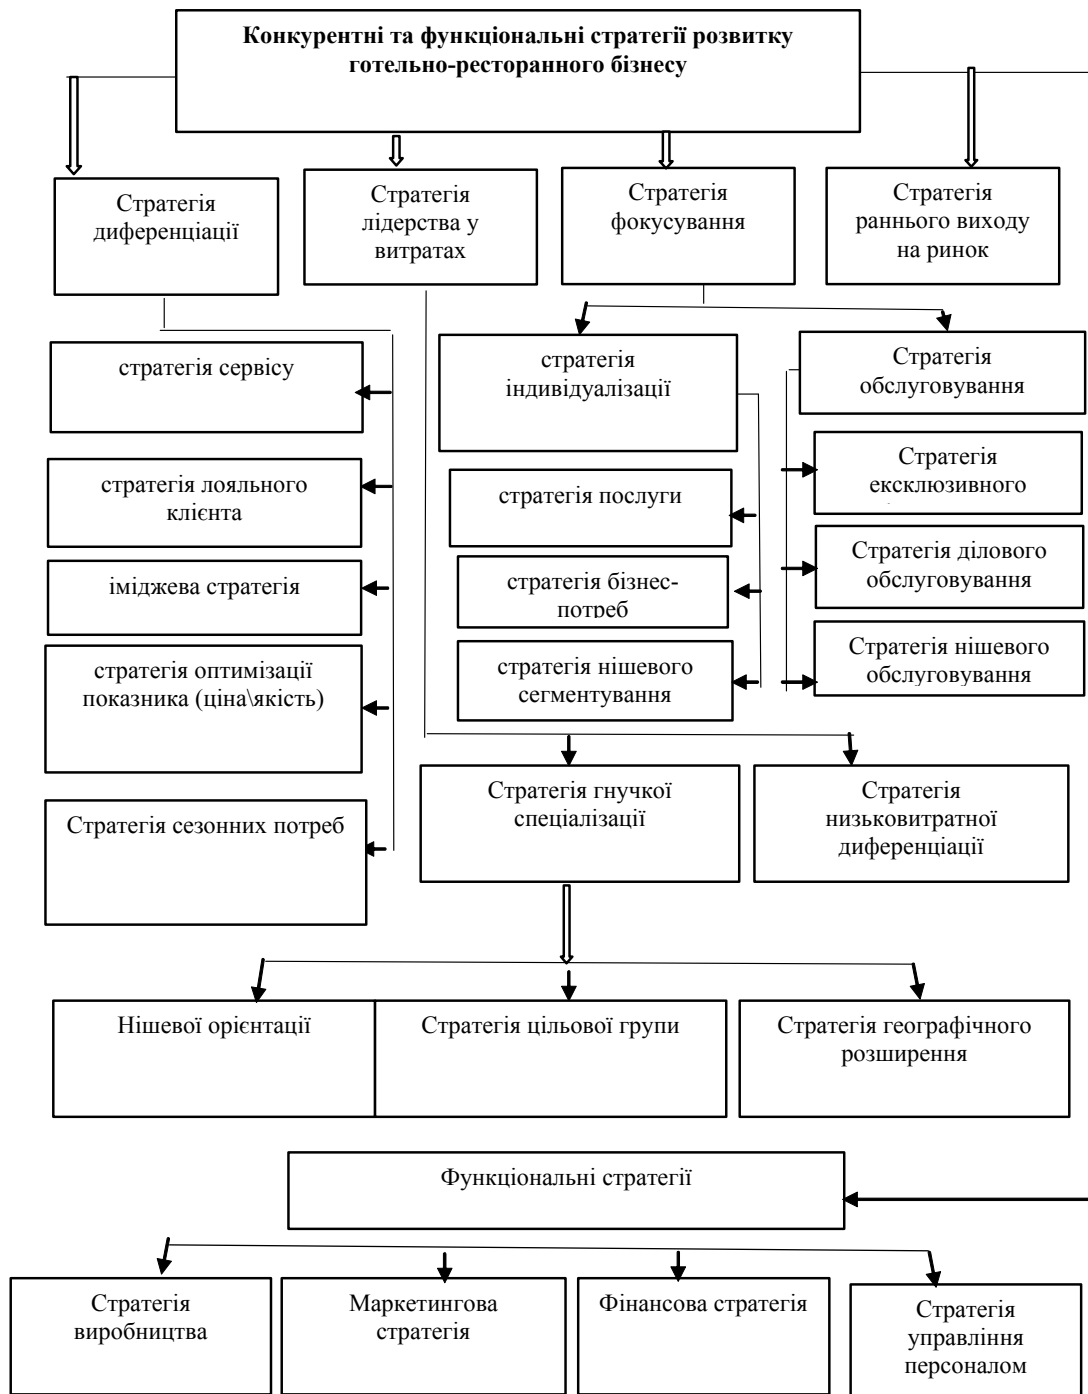 Конкурентні та функціональні стратегії розвитку
готельно-ресторанного бізнесу
Стратегія
диференціації
Стратегія
лідерства у
витратах
Стратегія
фокусування
Стратегія
раннього виходу
на ринок
стратегія сервісу
стратегія лояльного
клієнта
іміджева стратегія
стратегія оптимізації
показника (ціна\якість)
Стратегія сезонних потреб
стратегія
індивідуалізації
стратегія послуги
стратегія бізнес-
потреб
стратегія нішевого
сегментування
Стратегія
обслуговування
Стратегія
ексклюзивного
Стратегія ділового
обслуговування
Стратегія нішевого
обслуговування
Стратегія гнучкої
спеціалізації
Стратегія
низьковитратної
диференціації
Нішевої орієнтації
Стратегія цільової групи
Стратегія географічного
розширення
Функціональні стратегії
Стратегія
виробництва
Маркетингова
стратегія
Фінансова стратегія
Стратегія
управління
персоналом